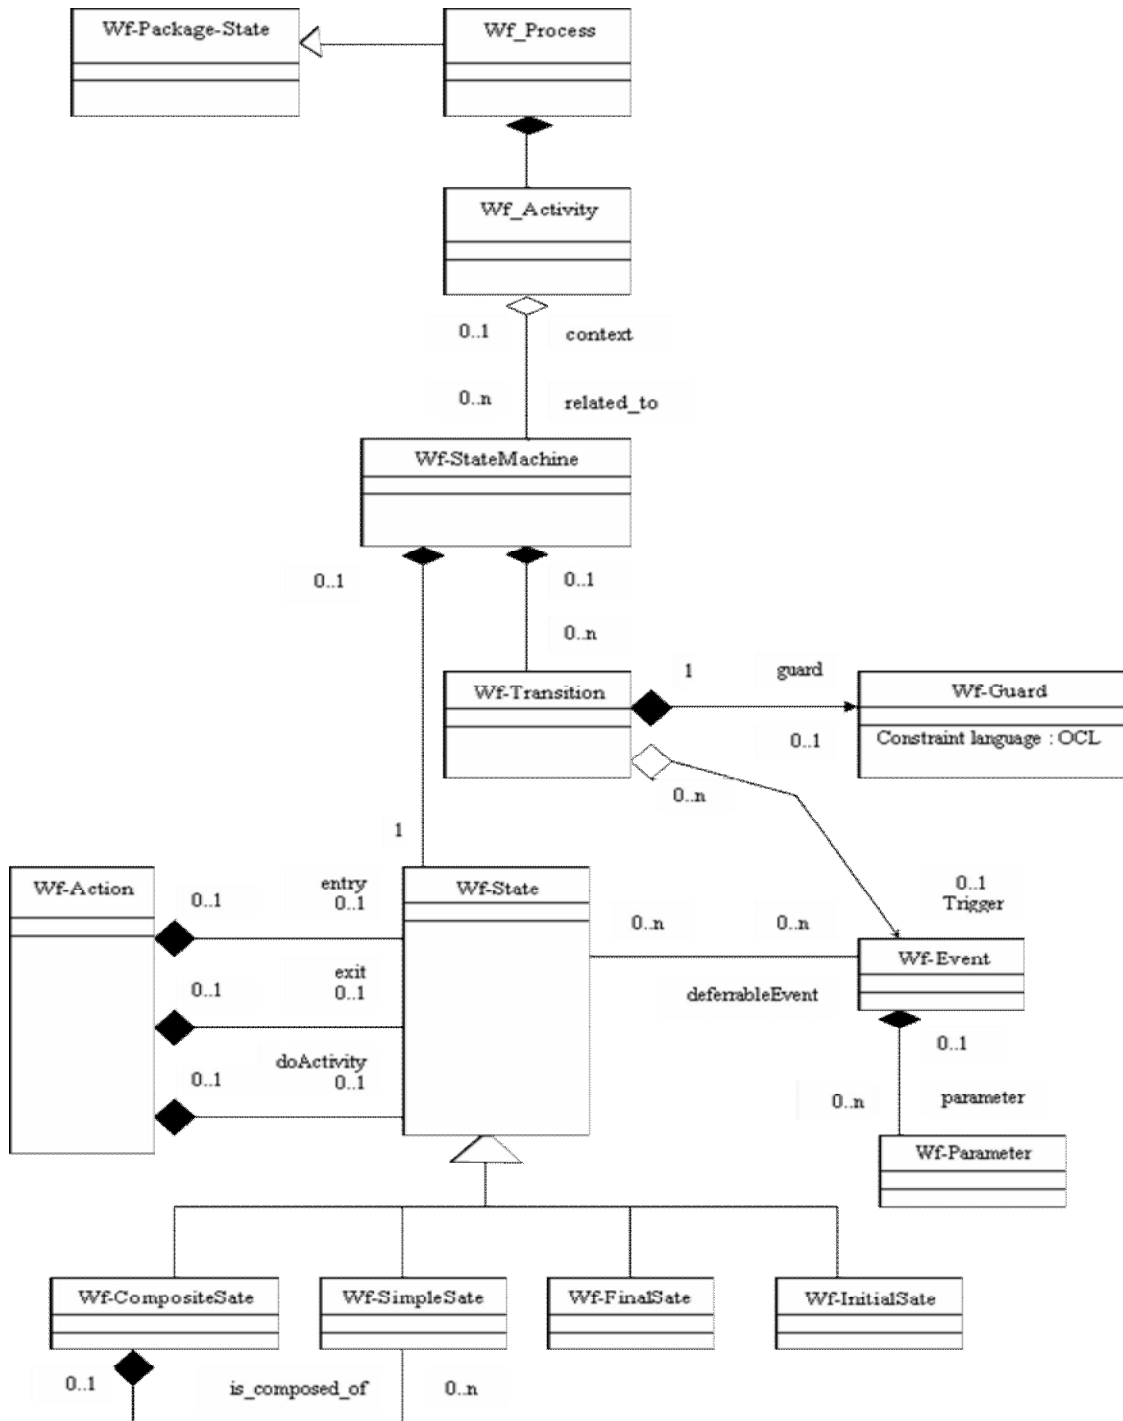 Wf-Package-State
Wf_Process
Wf_Activity
0..1
context
0..n
related_to
Wf-StateMachine
0..1
0..1
0..n
Wf-Transition
1
guard
Wf-Guard
0..1
Constraint language : OCL
0..n
1
Wf-Action
0..1
entry
0..1
Wf-State
0..1
Trigger
0..n
0..n
Wf-Event
0..1
exit
0..1
deferrableEvent
0..1
doActivity
0..1
0..1
0..n
parameter
Wf-Parameter
Wf-CompositeSate
Wf-SimpleSate
Wf-FinalSate
Wf-InitialSate
0..1
is_composed_of
0..n